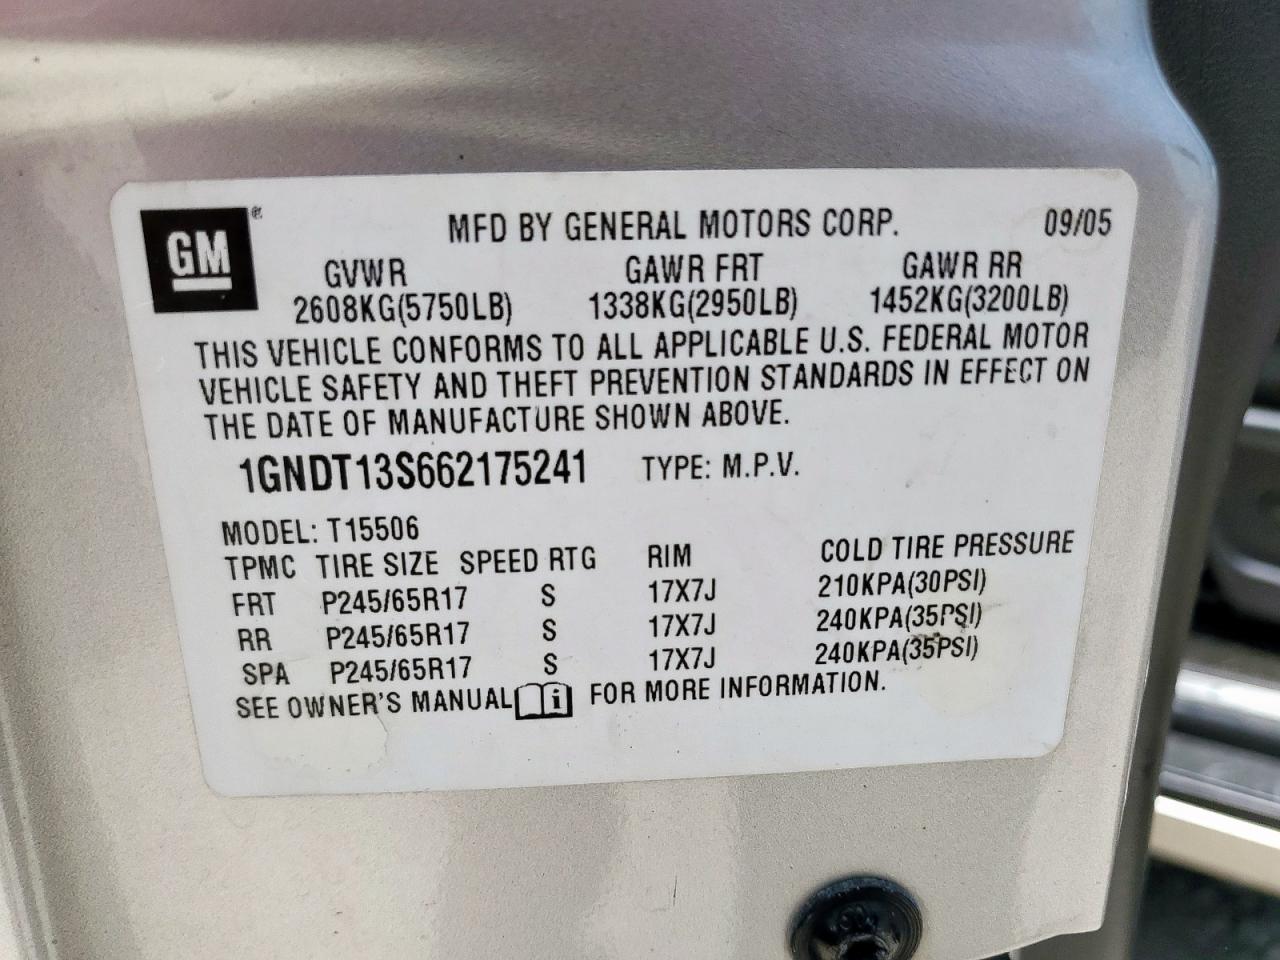 GM®
MFD BY GENERAL MOTORS CORP. 09/05
GVWR GAWR FRT GAWR RR
2608KG(5750LB) 1338KG(2950LB) 1452KG(3200LB)
THIS VEHICLE CONFORMS TO ALL APPLICABLE U.S. FEDERAL MOTOR
VEHICLE SAFETY AND THEFT PREVENTION STANDARDS IN EFFECT ON
THE DATE OF MANUFACTURE SHOWN ABOVE.
1GNDT13S662175241 TYPE: M.P.V.
MODEL: T15506
TPMC TIRE SIZE SPEED RTG RIM COLD TIRE PRESSURE
FRT P245/65R17 S 17X7J 210KPA(30PSI)
RR P245/65R17 S 17X7J 240KPA(35PSI)
SPA P245/65R17 S 17X7J 240KPA(35PSI)
SEE OWNER'S MANUAL i FOR MORE INFORMATION.